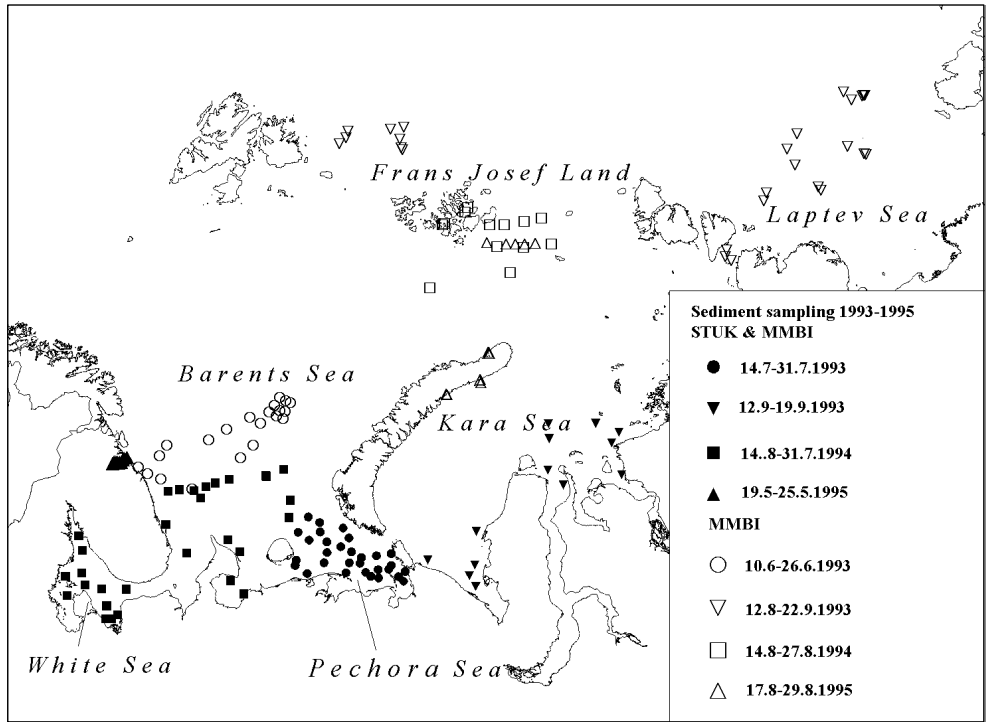 Frans Josef Land
Laptev Sea
Sediment sampling 1993-1995
STUK & MMBI
14.7-31.7.1993
12.9-19.9.1993
14..8-31.7.1994
19.5-25.5.1995
MMBI
10.6-26.6.1993
12.8-22.9.1993
14.8-27.8.1994
17.8-29.8.1995
Barents Sea
Kara Sea
White Sea
Pechora Sea